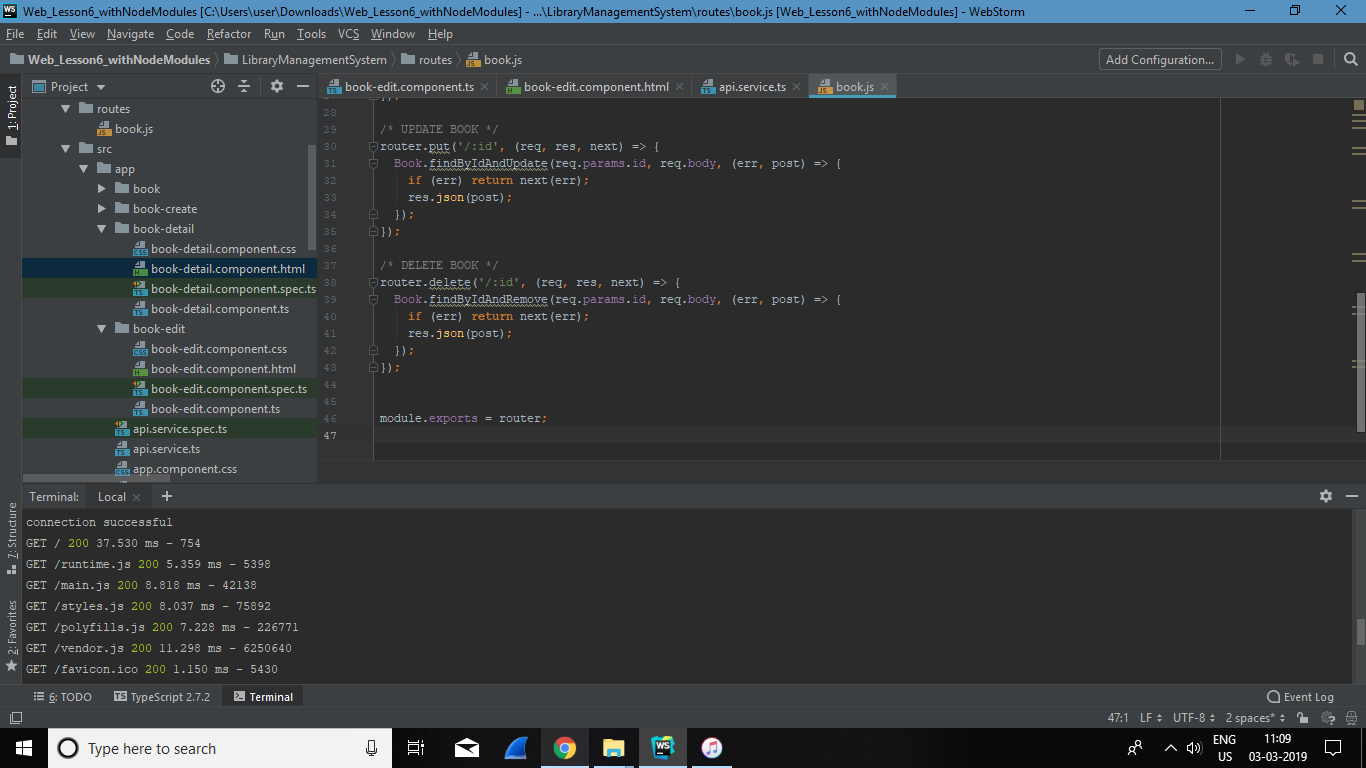 Web_Lesson6_withNodeModules [C:\Users\user\Downloads\Web_Lesson6_withNodeModules] - ...\LibraryManagementSystem\routes\book.js [Web_Lesson6_withNodeModules] - WebStorm
File Edit View Navigate Code Refactor Run Tools VCS Window Help
Web_Lesson6_withNodeModules LibraryManagementSystem routes book.js Add Configuration...
1: Project
Project
routes
book.js
src
app
book
book-create
book-detail
book-detail.component.css
book-detail.component.html
book-detail.component.spec.ts
book-detail.component.ts
book-edit
book-edit.component.css
book-edit.component.html
book-edit.component.spec.ts
book-edit.component.ts
api.service.spec.ts
api.service.ts
app.component.css
book-edit.component.ts book-edit.component.html api.service.ts book.js
28
29 /* UPDATE BOOK */
30 router.put('/:id', (req, res, next) => {
31 Book.findByIdAndUpdate(req.params.id, req.body, (err, post) => {
32 if (err) return next(err);
33 res.json(post);
34 });
35 });
36
37 /* DELETE BOOK */
38 router.delete('/:id', (req, res, next) => {
39 Book.findByIdAndRemove(req.params.id, req.body, (err, post) => {
40 if (err) return next(err);
41 res.json(post);
42 });
43 });
44
45
46 module.exports = router;
47
7: Structure
2: Favorites
Terminal: Local
connection successful
GET / 200 37.530 ms - 754
GET /runtime.js 200 5.359 ms - 5398
GET /main.js 200 8.818 ms - 42138
GET /styles.js 200 8.037 ms - 75892
GET /polyfills.js 200 7.228 ms - 226771
GET /vendor.js 200 11.298 ms - 6250640
GET /favicon.ico 200 1.150 ms - 5430
6: TODO TypeScript 2.7.2 Terminal Event Log
47:1 LF UTF-8 2 spaces*
Type here to search
ENG
US
11:09
03-03-2019